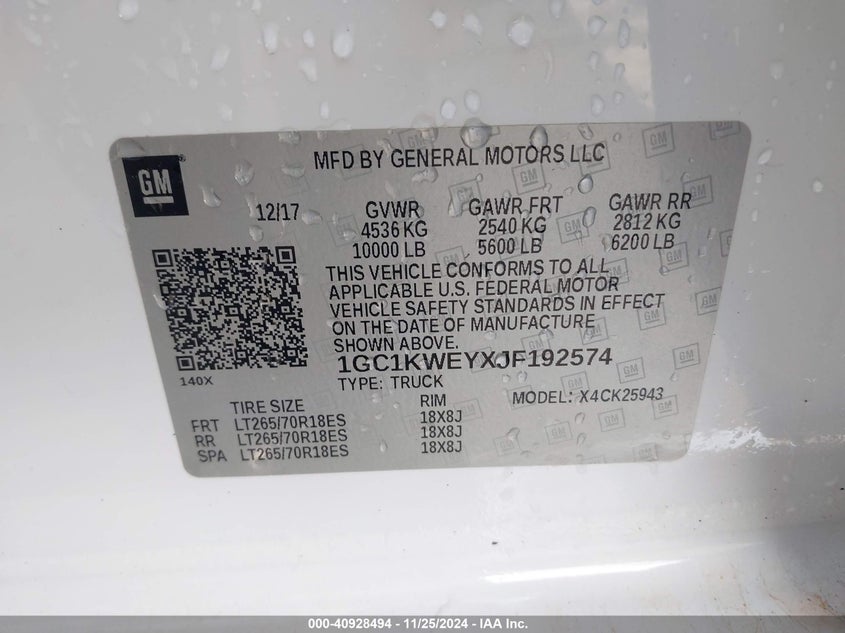 GM
MFD BY GENERAL MOTORS LLC
12/17 GVWR GAWR FRT GAWR RR
4536 KG 2540 KG 2812 KG
10000 LB 5600 LB 6200 LB
THIS VEHICLE CONFORMS TO ALL
APPLICABLE U.S. FEDERAL MOTOR
VEHICLE SAFETY STANDARDS IN EFFECT
ON THE DATE OF MANUFACTURE
SHOWN ABOVE.
1GC1KWEYXJF192574
140X
TYPE: TRUCK MODEL: X4CK25943
TIRE SIZE RIM
FRT LT265/70R18ES 18X8J
RR LT265/70R18ES 18X8J
SPA LT265/70R18ES 18X8J
000-40928494 - 11/25/2024 - IAA Inc.